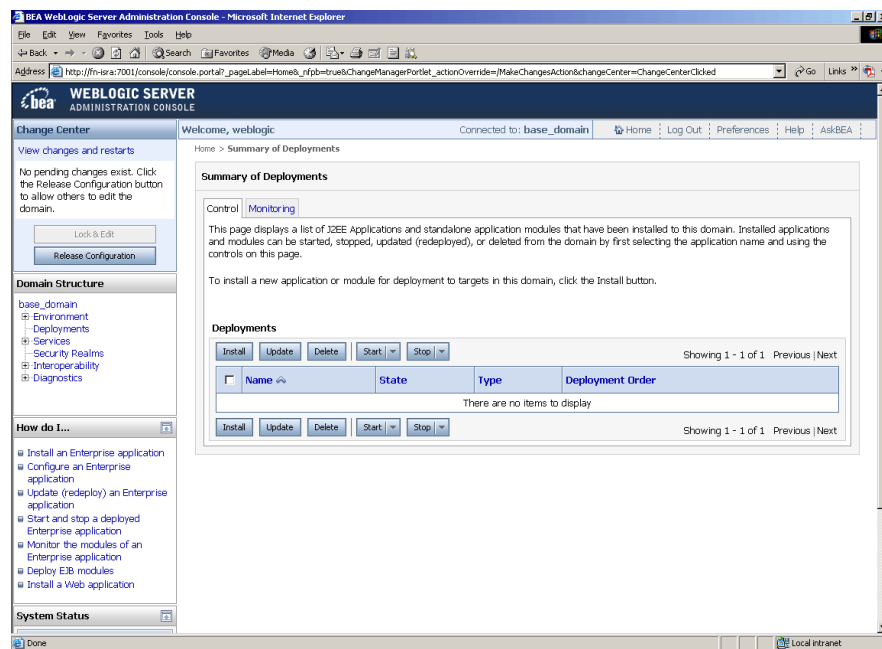 BEA WebLogic Server Administration Console - Microsoft Internet Explorer
File Edit View Favorites Tools Help
Back Search Favorites Media
Address http://fn-isra:7001/console/console.portal?_pageLabel=Home&_nfpb=true&ChangeManagerPortlet_actionOverride=/MakeChangesAction&changeCenter=ChangeCenterClicked Go Links »
bea WEBLOGIC SERVER
ADMINISTRATION CONSOLE
Change Center
View changes and restarts
No pending changes exist. Click
the Release Configuration button
to allow others to edit the
domain.
Lock & Edit
Release Configuration
Domain Structure
base_domain
Environment
Deployments
Services
Security Realms
Interoperability
Diagnostics
How do I...
Install an Enterprise application
Configure an Enterprise
application
Update (redeploy) an Enterprise
application
Start and stop a deployed
Enterprise application
Monitor the modules of an
Enterprise application
Deploy EJB modules
Install a Web application
System Status
Welcome, weblogic Connected to: base_domain Home Log Out Preferences Help AskBEA
Home > Summary of Deployments
Summary of Deployments
Control Monitoring
This page displays a list of J2EE Applications and standalone application modules that have been installed to this domain. Installed applications
and modules can be started, stopped, updated (redeployed), or deleted from the domain by first selecting the application name and using the
controls on this page.
To install a new application or module for deployment to targets in this domain, click the Install button.
Deployments
Install Update Delete Start Stop Showing 1 - 1 of 1 Previous | Next
Name State Type Deployment Order
There are no items to display
Install Update Delete Start Stop Showing 1 - 1 of 1 Previous | Next
Done Local intranet